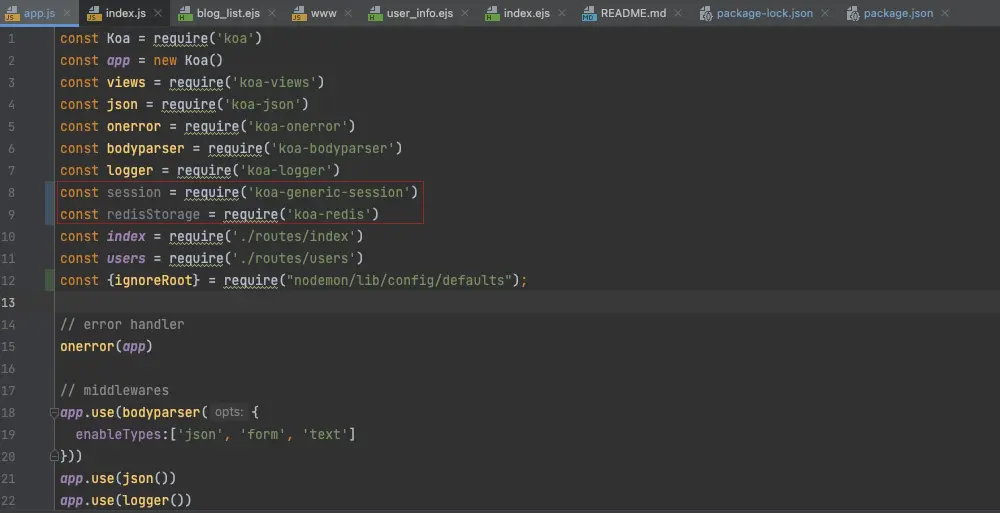 app.js index.js blog_list.ejs www user_info.ejs index.ejs README.md package-lock.json package.json
1 const Koa = require('koa')
2 const app = new Koa()
3 const views = require('koa-views')
4 const json = require('koa-json')
5 const onerror = require('koa-onerror')
6 const bodyparser = require('koa-bodyparser')
7 const logger = require('koa-logger')
8 const session = require('koa-generic-session')
9 const redisStorage = require('koa-redis')
10 const index = require('./routes/index')
11 const users = require('./routes/users')
12 const {ignoreRoot} = require("nodemon/lib/config/defaults");
13
14 // error handler
15 onerror(app)
16
17 // middlewares
18 app.use(bodyparser( opts: {
19 enableTypes:['json', 'form', 'text']
20 }))
21 app.use(json())
22 app.use(logger())